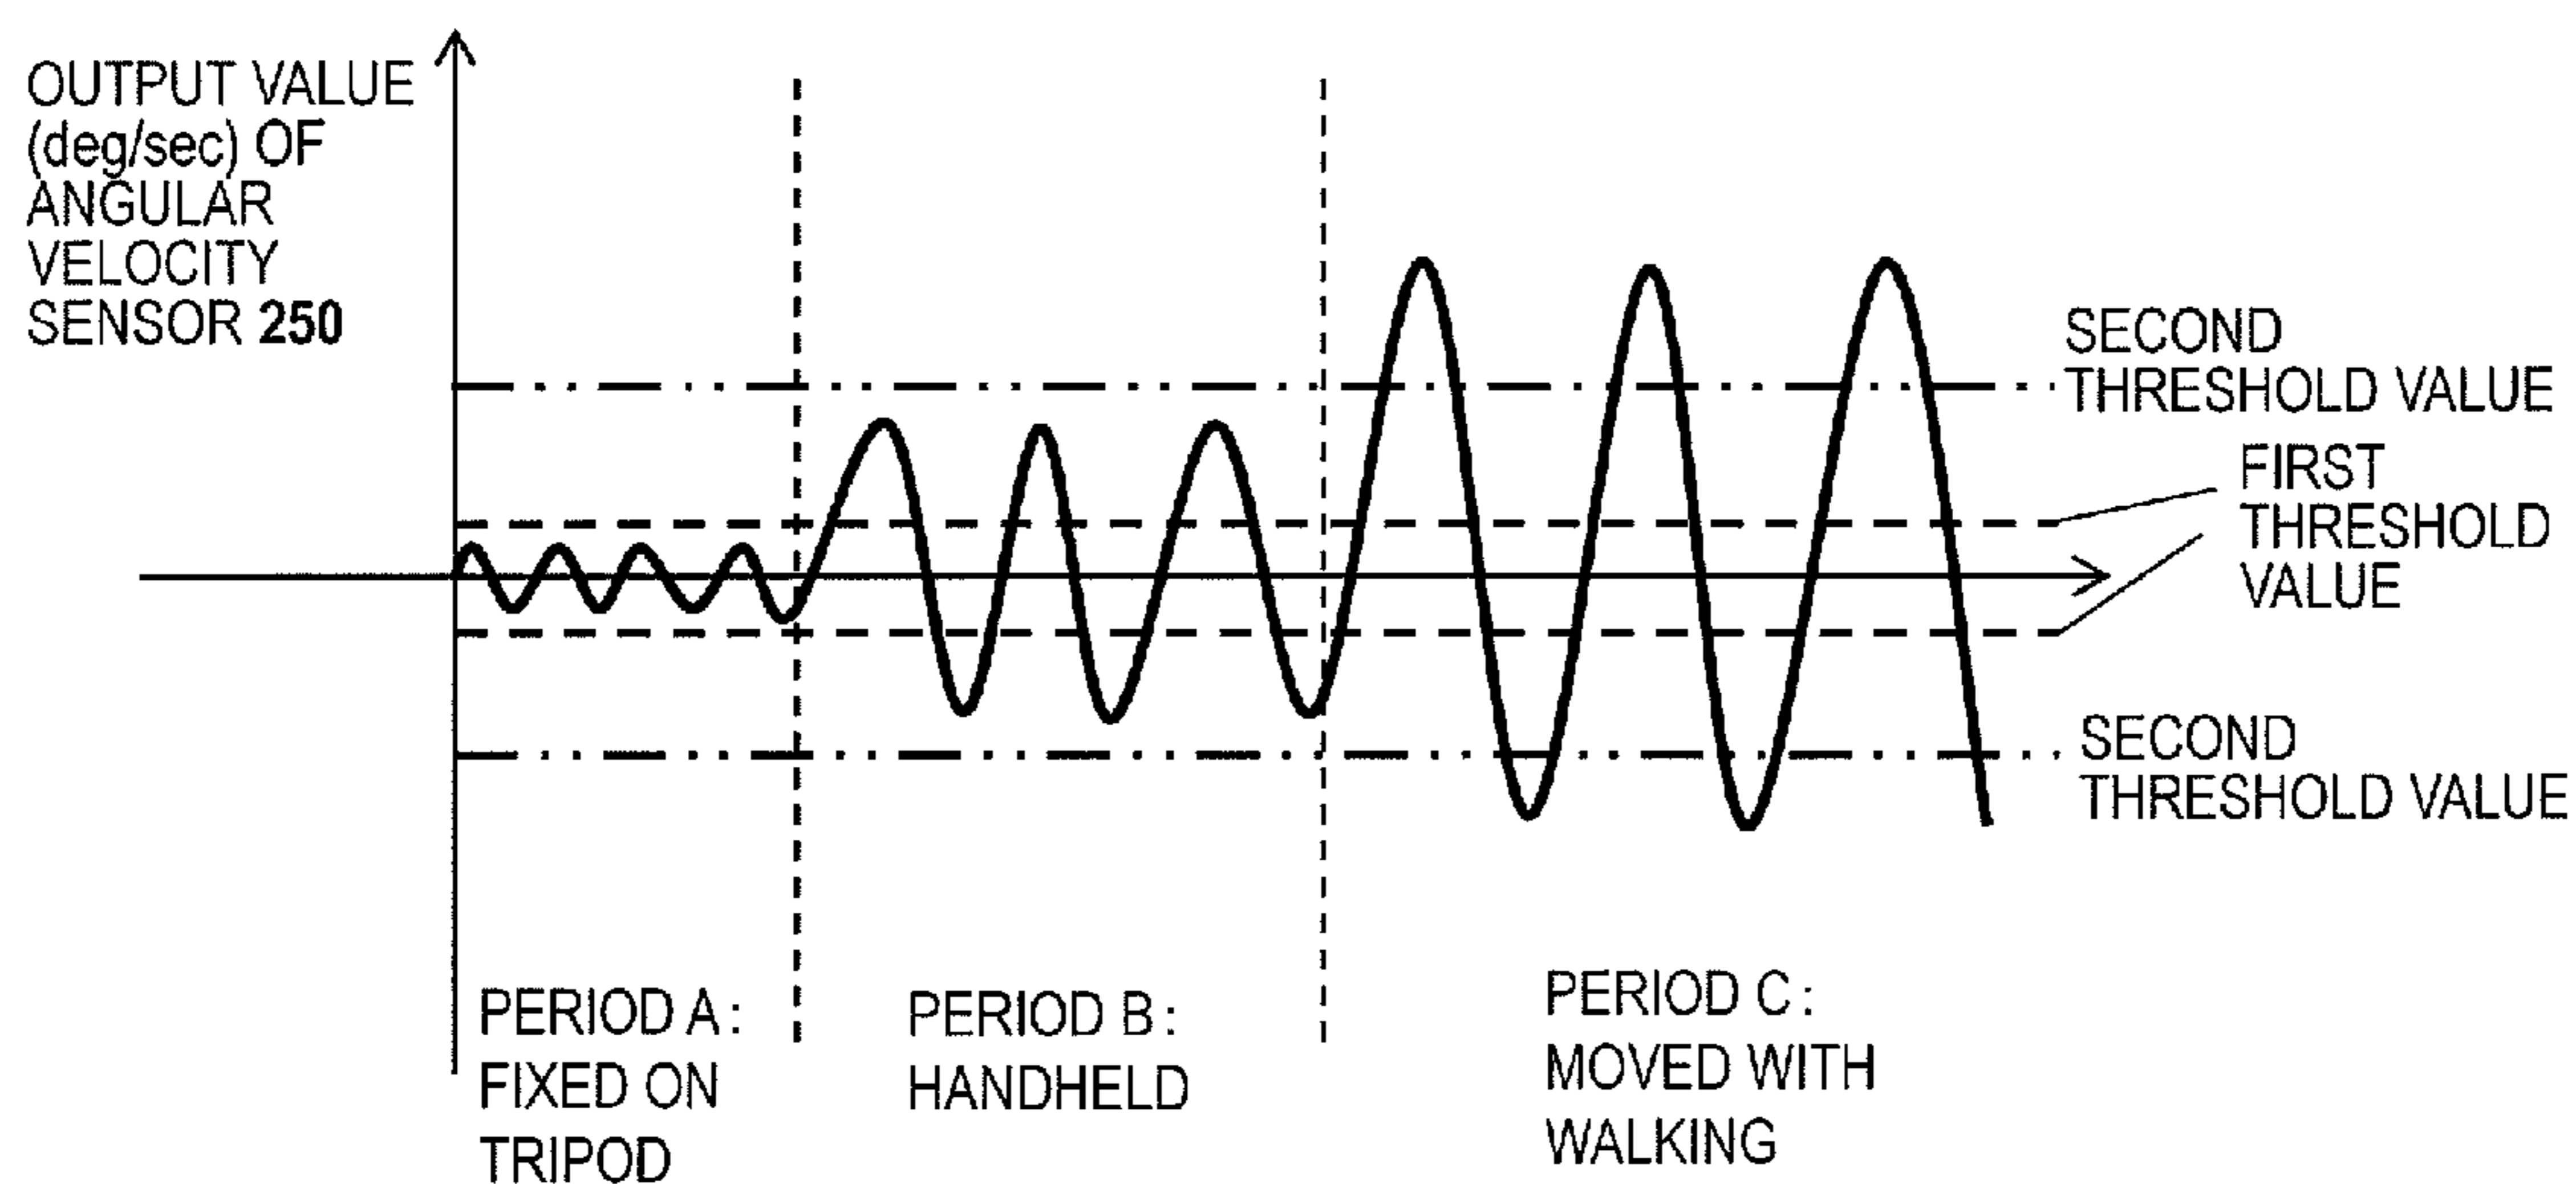 OUTPUT VALUE
(deg/sec) OF
ANGULAR
VELOCITY
SENSOR 250
SECOND
THRESHOLD VALUE
FIRST
THRESHOLD
VALUE
SECOND
THRESHOLD VALUE
PERIOD A:
FIXED ON
TRIPOD
PERIOD B:
HANDHELD
PERIOD C:
MOVED WITH
WALKING